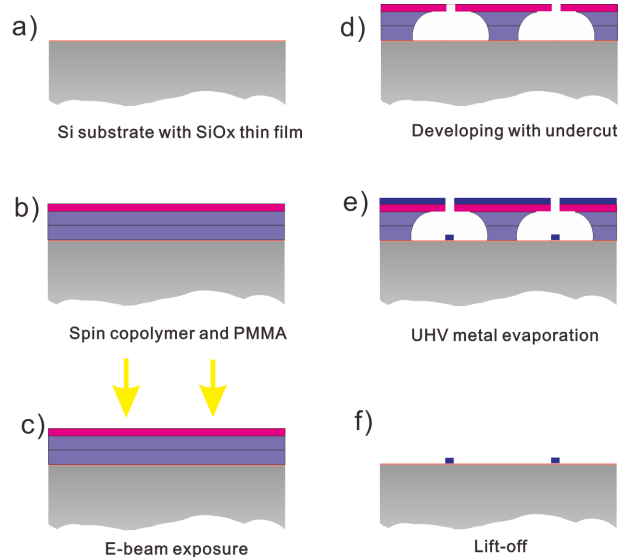 a)
Si substrate with SiOx thin film
b)
Spin copolymer and PMMA
c)
E-beam exposure
d)
Developing with undercut
e)
UHV metal evaporation
f)
Lift-off